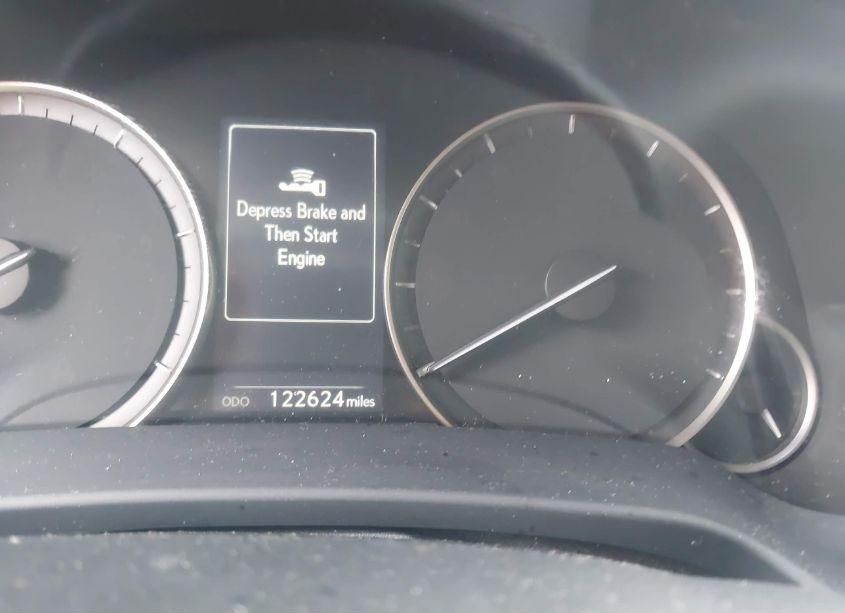 Depress Brake and
Then Start
Engine
ODO 122624 miles